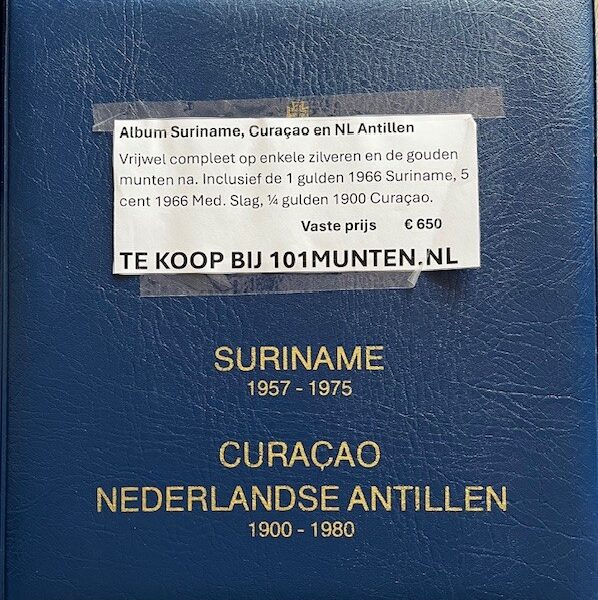 Album Suriname, Curaçao en NL Antillen
Vrijwel compleet op enkele zilveren en de gouden
munten na. Inclusief de 1 gulden 1966 Suriname, 5
cent 1966 Med. Slag, ¼ gulden 1900 Curaçao.
Vaste prijs € 650
TE KOOP BIJ 101MUNTEN.NL
SURINAME
1957 - 1975
CURAÇAO
NEDERLANDSE ANTILLEN
1900 - 1980